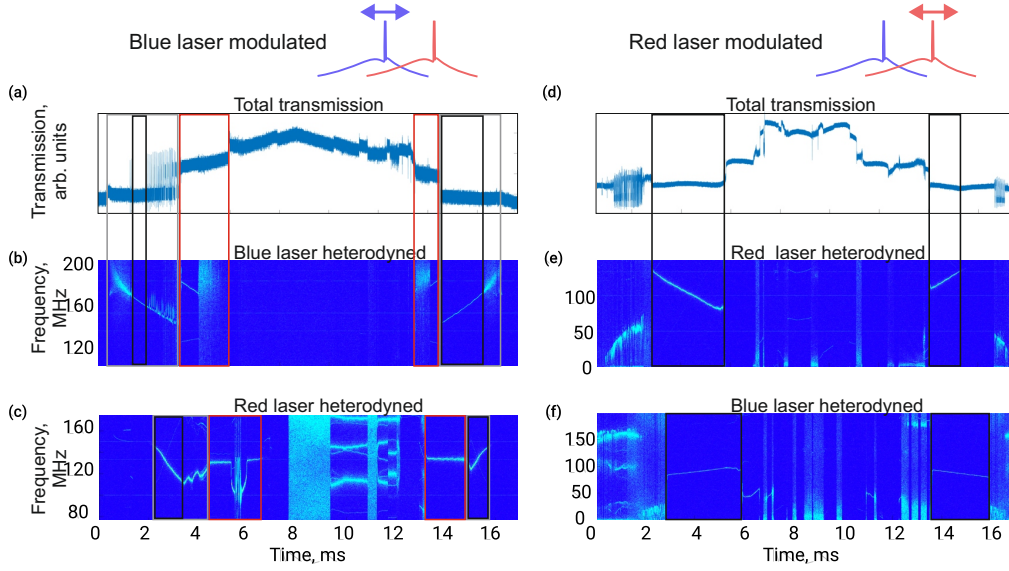 Blue laser modulated
Red laser modulated
(a)
Total transmission
Transmission,
arb. units
(b)
Blue laser heterodyned
Frequency,
MHz
200
160
120
(c)
Red laser heterodyned
Frequency,
MHz
160
120
80
0 2 4 6 8 10 12 14 16
Time, ms
(d)
Total transmission
(e)
Red laser heterodyned
100
50
0
(f)
Blue laser heterodyned
150
100
50
0
0 2 4 6 8 10 12 14 16
Time, ms